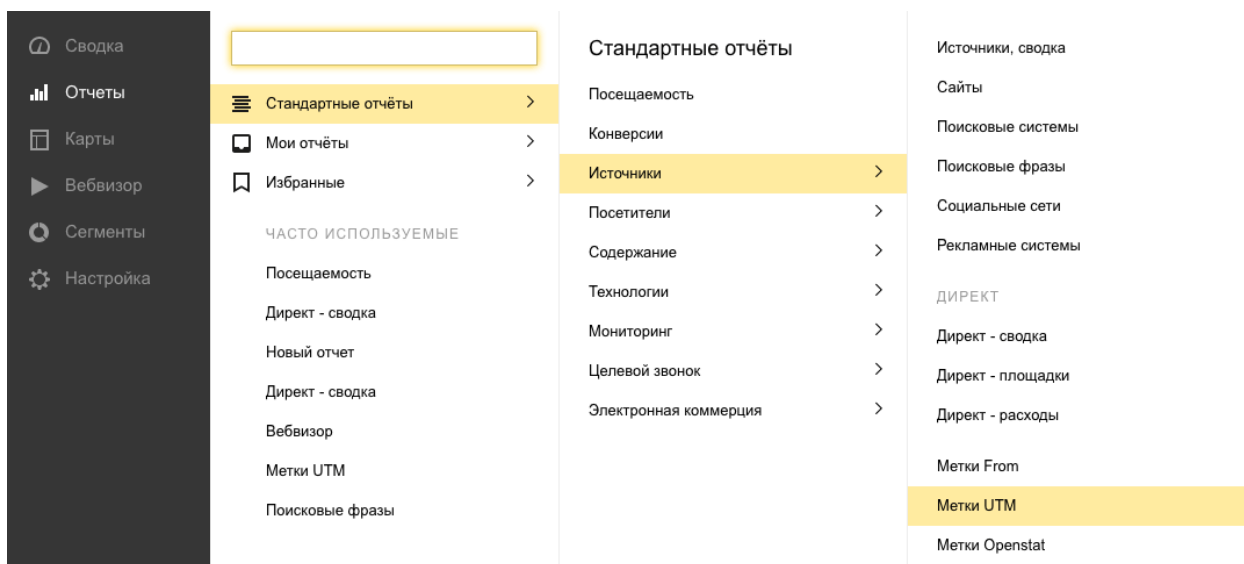 Сводка
Отчеты
Карты
Вебвизор
Сегменты
Настройка
Стандартные отчёты
Мои отчёты
Избранные
ЧАСТО ИСПОЛЬЗУЕМЫЕ
Посещаемость
Директ - сводка
Новый отчет
Директ - сводка
Вебвизор
Метки UTM
Поисковые фразы
Стандартные отчёты
Посещаемость
Конверсии
Источники
Посетители
Содержание
Технологии
Мониторинг
Целевой звонок
Электронная коммерция
Источники, сводка
Сайты
Поисковые системы
Поисковые фразы
Социальные сети
Рекламные системы
ДИРЕКТ
Директ - сводка
Директ - площадки
Директ - расходы
Метки From
Метки UTM
Метки Openstat